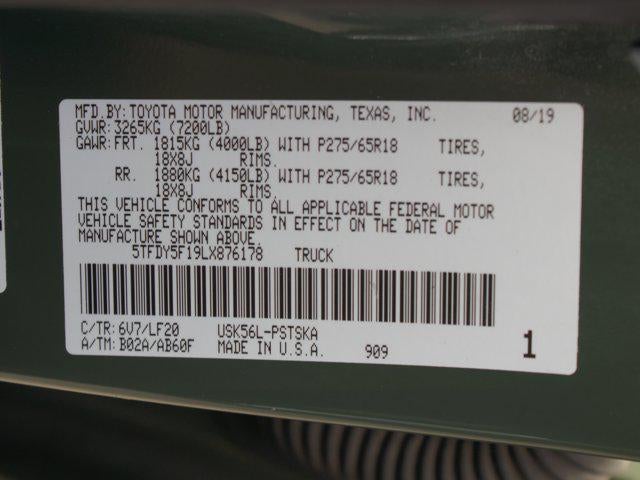 MFD.BY:TOYOTA MOTOR MANUFACTURING, TEXAS, INC. 08/19
GVWR:3265KG (7200LB)
GAWR:FRT. 1815KG (4000LB) WITH P275/65R18 TIRES,
18X8J RIMS.
RR. 1880KG (4150LB) WITH P275/65R18 TIRES,
18X8J RIMS.
THIS VEHICLE CONFORMS TO ALL APPLICABLE FEDERAL MOTOR
VEHICLE SAFETY STANDARDS IN EFFECT ON THE DATE OF
MANUFACTURE SHOWN ABOVE.
5TFDY5F19LX876178 TRUCK
C/TR: 6V7/LF20 USK56L-PSTSKA
A/TM: B02A/AB60F MADE IN U.S.A. 909 1